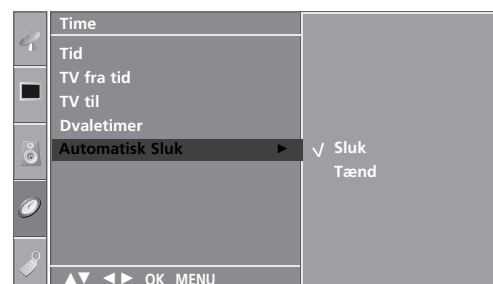 Time
Tid
TV fra tid
TV til
Dvaletimer
Automatisk Sluk ►
√ Sluk
Tænd
▲▼ ◄► OK MENU